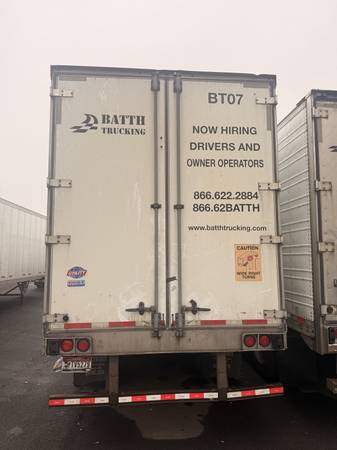 BATTH
TRUCKING
BT07
NOW HIRING
DRIVERS AND
OWNER OPERATORS
866.622.2884
866.62BATTH
www.batthtrucking.com
CAUTION
WIDE RIGHT
TURNS
UTILITY